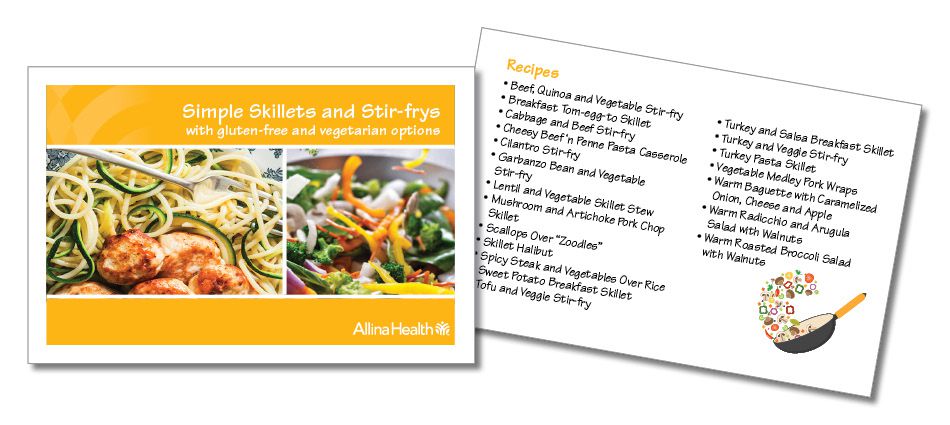 Simple Skillets and Stir-frys
with gluten-free and vegetarian options
AllinaHealth
Recipes
• Beef, Quinoa and Vegetable Stir-fry
• Breakfast Tom-egg-to Skillet
• Cabbage and Beef Stir-fry
• Cheesy Beef 'n Penne Pasta Casserole
• Cilantro Stir-fry
• Garbanzo Bean and Vegetable
Stir-fry
• Lentil and Vegetable Skillet Stew
• Mushroom and Artichoke Pork Chop
Skillet
• Scallops Over "Zoodles"
• Skillet Halibut
• Spicy Steak and Vegetables Over Rice
Sweet Potato Breakfast Skillet
Tofu and Veggie Stir-fry
• Turkey and Salsa Breakfast Skillet
• Turkey and Veggie Stir-fry
• Turkey Pasta Skillet
• Vegetable Medley Pork Wraps
• Warm Baguette with Caramelized
Onion, Cheese and Apple
• Warm Radicchio and Arugula
Salad with Walnuts
• Warm Roasted Broccoli Salad
with Walnuts